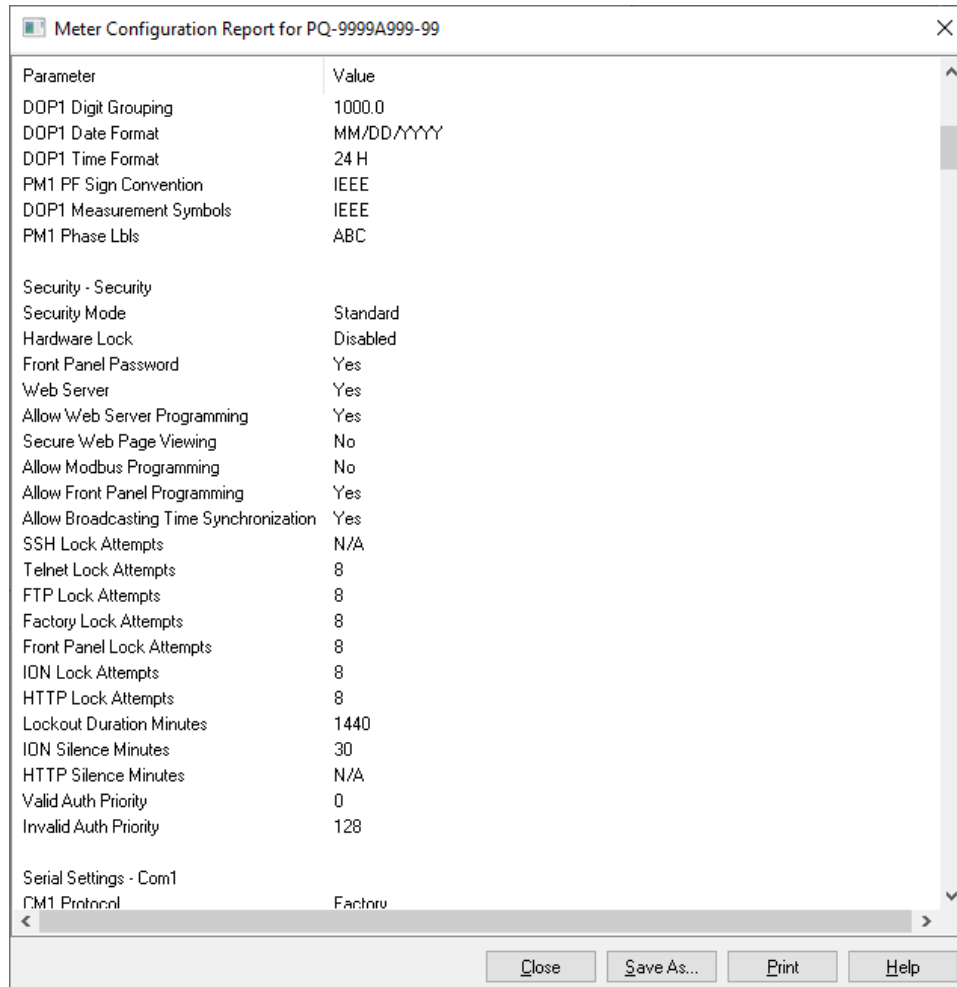 Meter Configuration Report for PQ-9999A999-99
Parameter Value
DOP1 Digit Grouping 1000.0
DOP1 Date Format MM/DD/YYYY
DOP1 Time Format 24 H
PM1 PF Sign Convention IEEE
DOP1 Measurement Symbols IEEE
PM1 Phase Lbls ABC
Security - Security
Security Mode Standard
Hardware Lock Disabled
Front Panel Password Yes
Web Server Yes
Allow Web Server Programming Yes
Secure Web Page Viewing No
Allow Modbus Programming No
Allow Front Panel Programming Yes
Allow Broadcasting Time Synchronization Yes
SSH Lock Attempts N/A
Telnet Lock Attempts 8
FTP Lock Attempts 8
Factory Lock Attempts 8
Front Panel Lock Attempts 8
ION Lock Attempts 8
HTTP Lock Attempts 8
Lockout Duration Minutes 1440
ION Silence Minutes 30
HTTP Silence Minutes N/A
Valid Auth Priority 0
Invalid Auth Priority 128
Serial Settings - Com1
CM1 Protocol Factory
Close Save As... Print Help